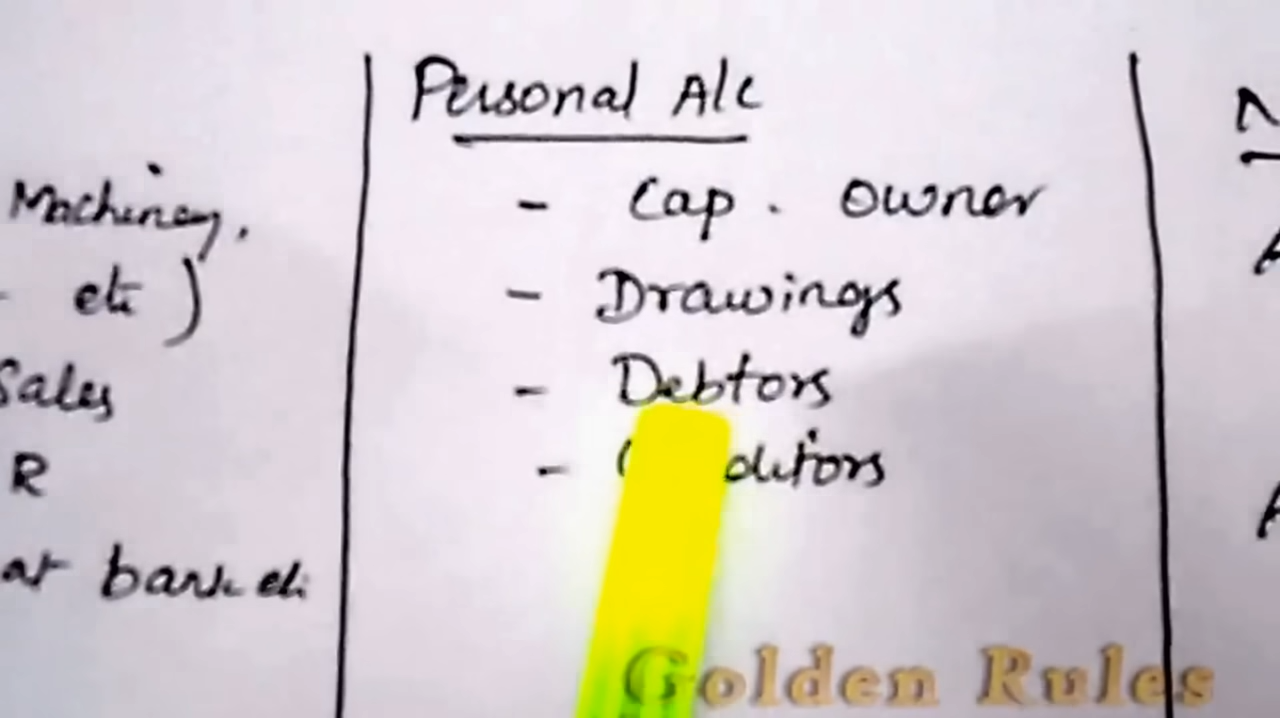 Machinery,
etc)
Sales
R
at bank etc
Personal A/c
- Cap. owner
- Drawings
- Debtors
-
N
A
A
Golden Rules